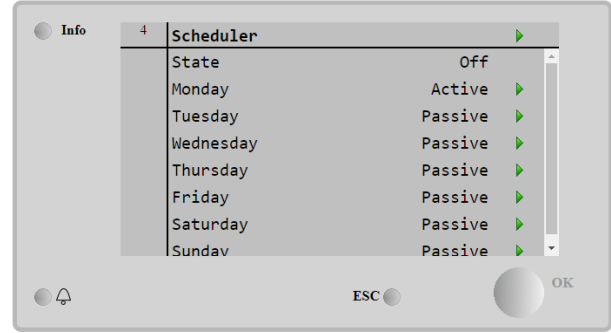 Info
4 Scheduler
State Off
Monday Active
Tuesday Passive
Wednesday Passive
Thursday Passive
Friday Passive
Saturday Passive
Sunday Passive
ESC
OK